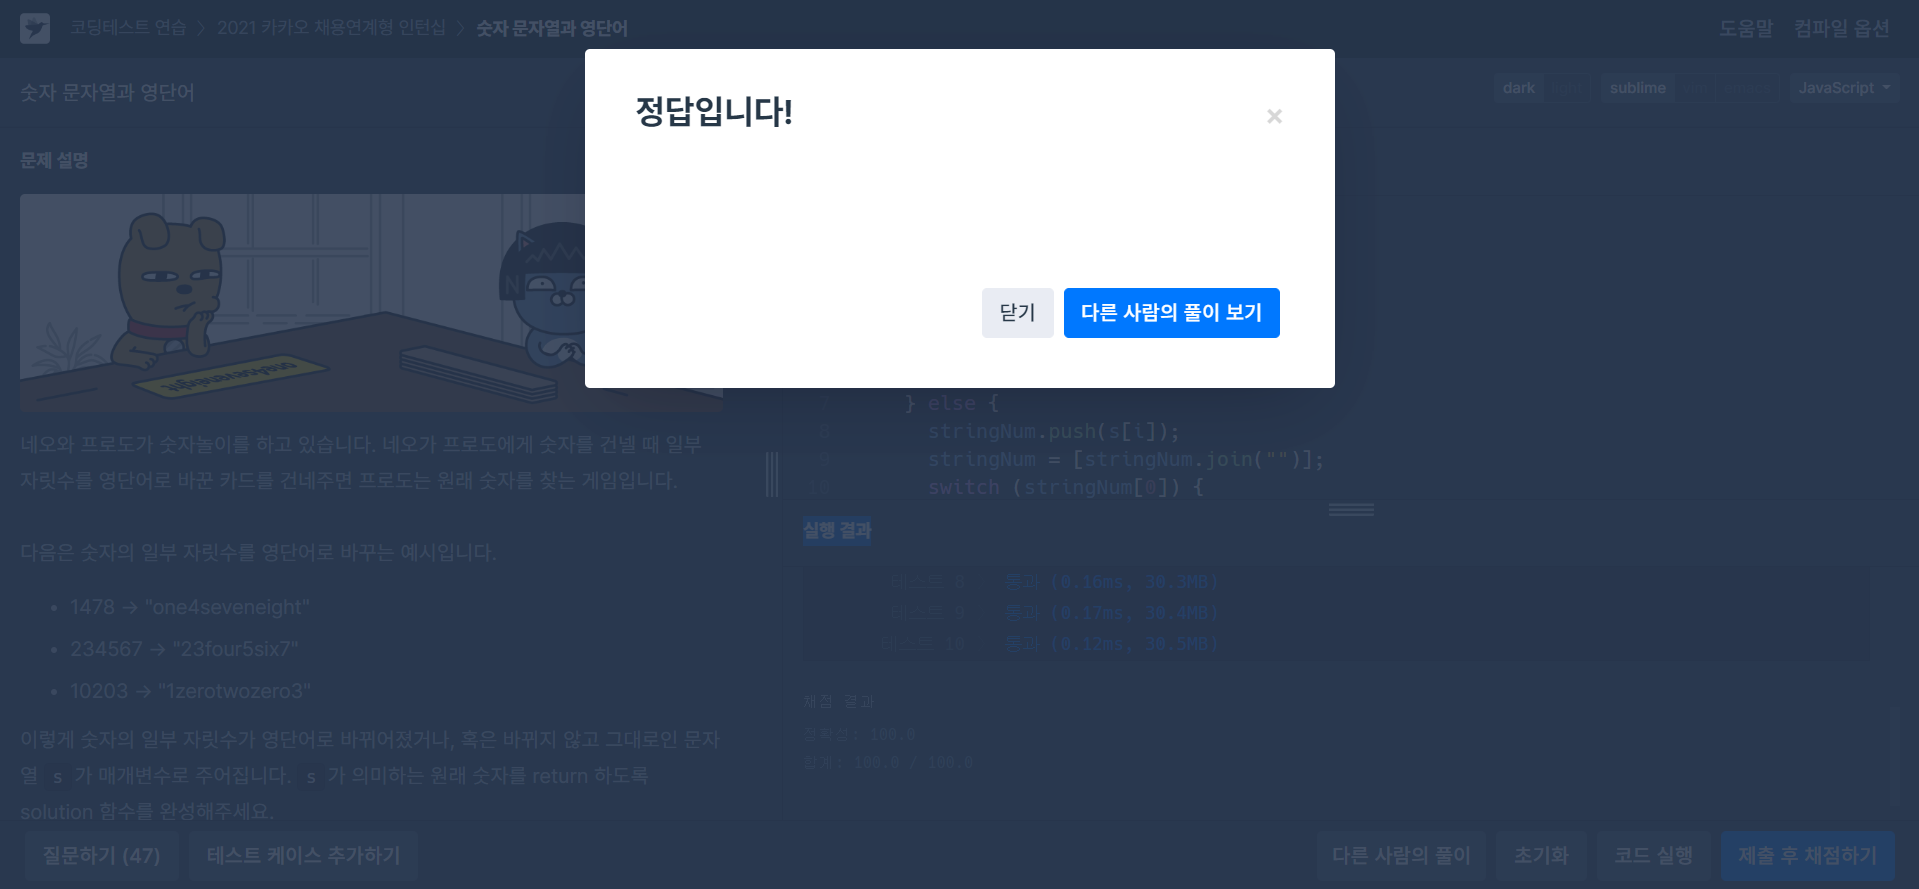 코딩테스트 연습 〉 2021 카카오 채용연계형 인턴십 〉 숫자 문자열과 영단어
도움말 컴파일 옵션
숫자 문자열과 영단어
dark light sublime vim emacs JavaScript
정답입니다!
×
닫기 다른 사람의 풀이 보기
문제 설명
N
one4seveneight
네오와 프로도가 숫자놀이를 하고 있습니다. 네오가 프로도에게 숫자를 건넬 때 일부
자릿수를 영단어로 바꾼 카드를 건네주면 프로도는 원래 숫자를 찾는 게임입니다.
다음은 숫자의 일부 자릿수를 영단어로 바꾸는 예시입니다.
• 1478 → "one4seveneight"
• 234567 → "23four5six7"
• 10203 → "1zerotwozero3"
이렇게 숫자의 일부 자릿수가 영단어로 바뀌어졌거나, 혹은 바뀌지 않고 그대로인 문자
열 s 가 매개변수로 주어집니다. s 가 의미하는 원래 숫자를 return 하도록
solution 함수를 완성해주세요.
7 } else {
8 stringNum.push(s[i]);
9 stringNum = [stringNum.join("")];
10 switch (stringNum[0]) {
실행 결과
테스트 8 통과 (0.16ms, 30.3MB)
테스트 9 통과 (0.17ms, 30.4MB)
테스트 10 통과 (0.12ms, 30.5MB)
채점 결과
정확성: 100.0
합계: 100.0 / 100.0
질문하기 (47) 테스트 케이스 추가하기
다른 사람의 풀이 초기화 코드 실행 제출 후 채점하기